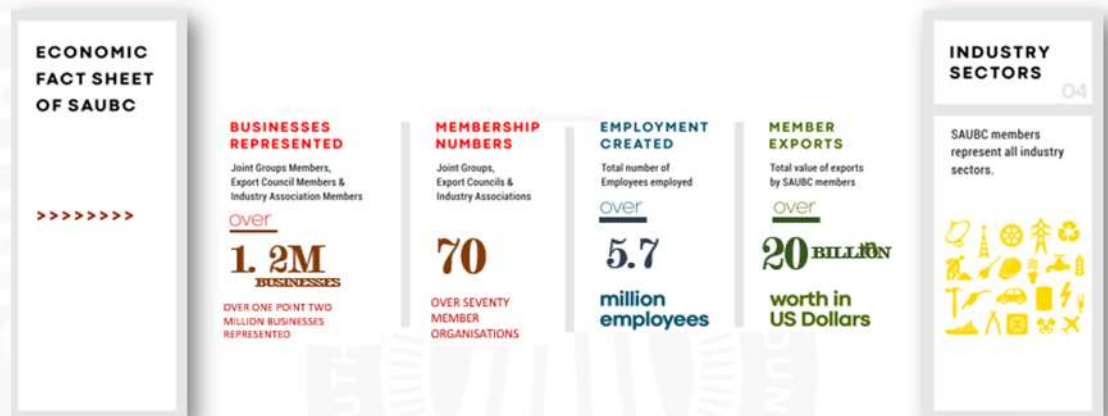 ECONOMIC
FACT SHEET
OF SAUBC
>>>>>>>>
BUSINESSES
REPRESENTED
Joint Groups Members,
Export Council Members &
Industry Association Members
over
1. 2M
BUSINESSES
OVER ONE POINT TWO
MILLION BUSINESSES
REPRESENTED
MEMBERSHIP
NUMBERS
Joint Groups,
Export Councils &
Industry Associations
70
OVER SEVENTY
MEMBER
ORGANISATIONS
EMPLOYMENT
CREATED
Total number of
Employees employed
over
5.7
million
employees
MEMBER
EXPORTS
Total value of exports
by SAUBC members
over
20 BILLION
worth in
US Dollars
INDUSTRY
SECTORS
04
SAUBC members
represent all industry
sectors.